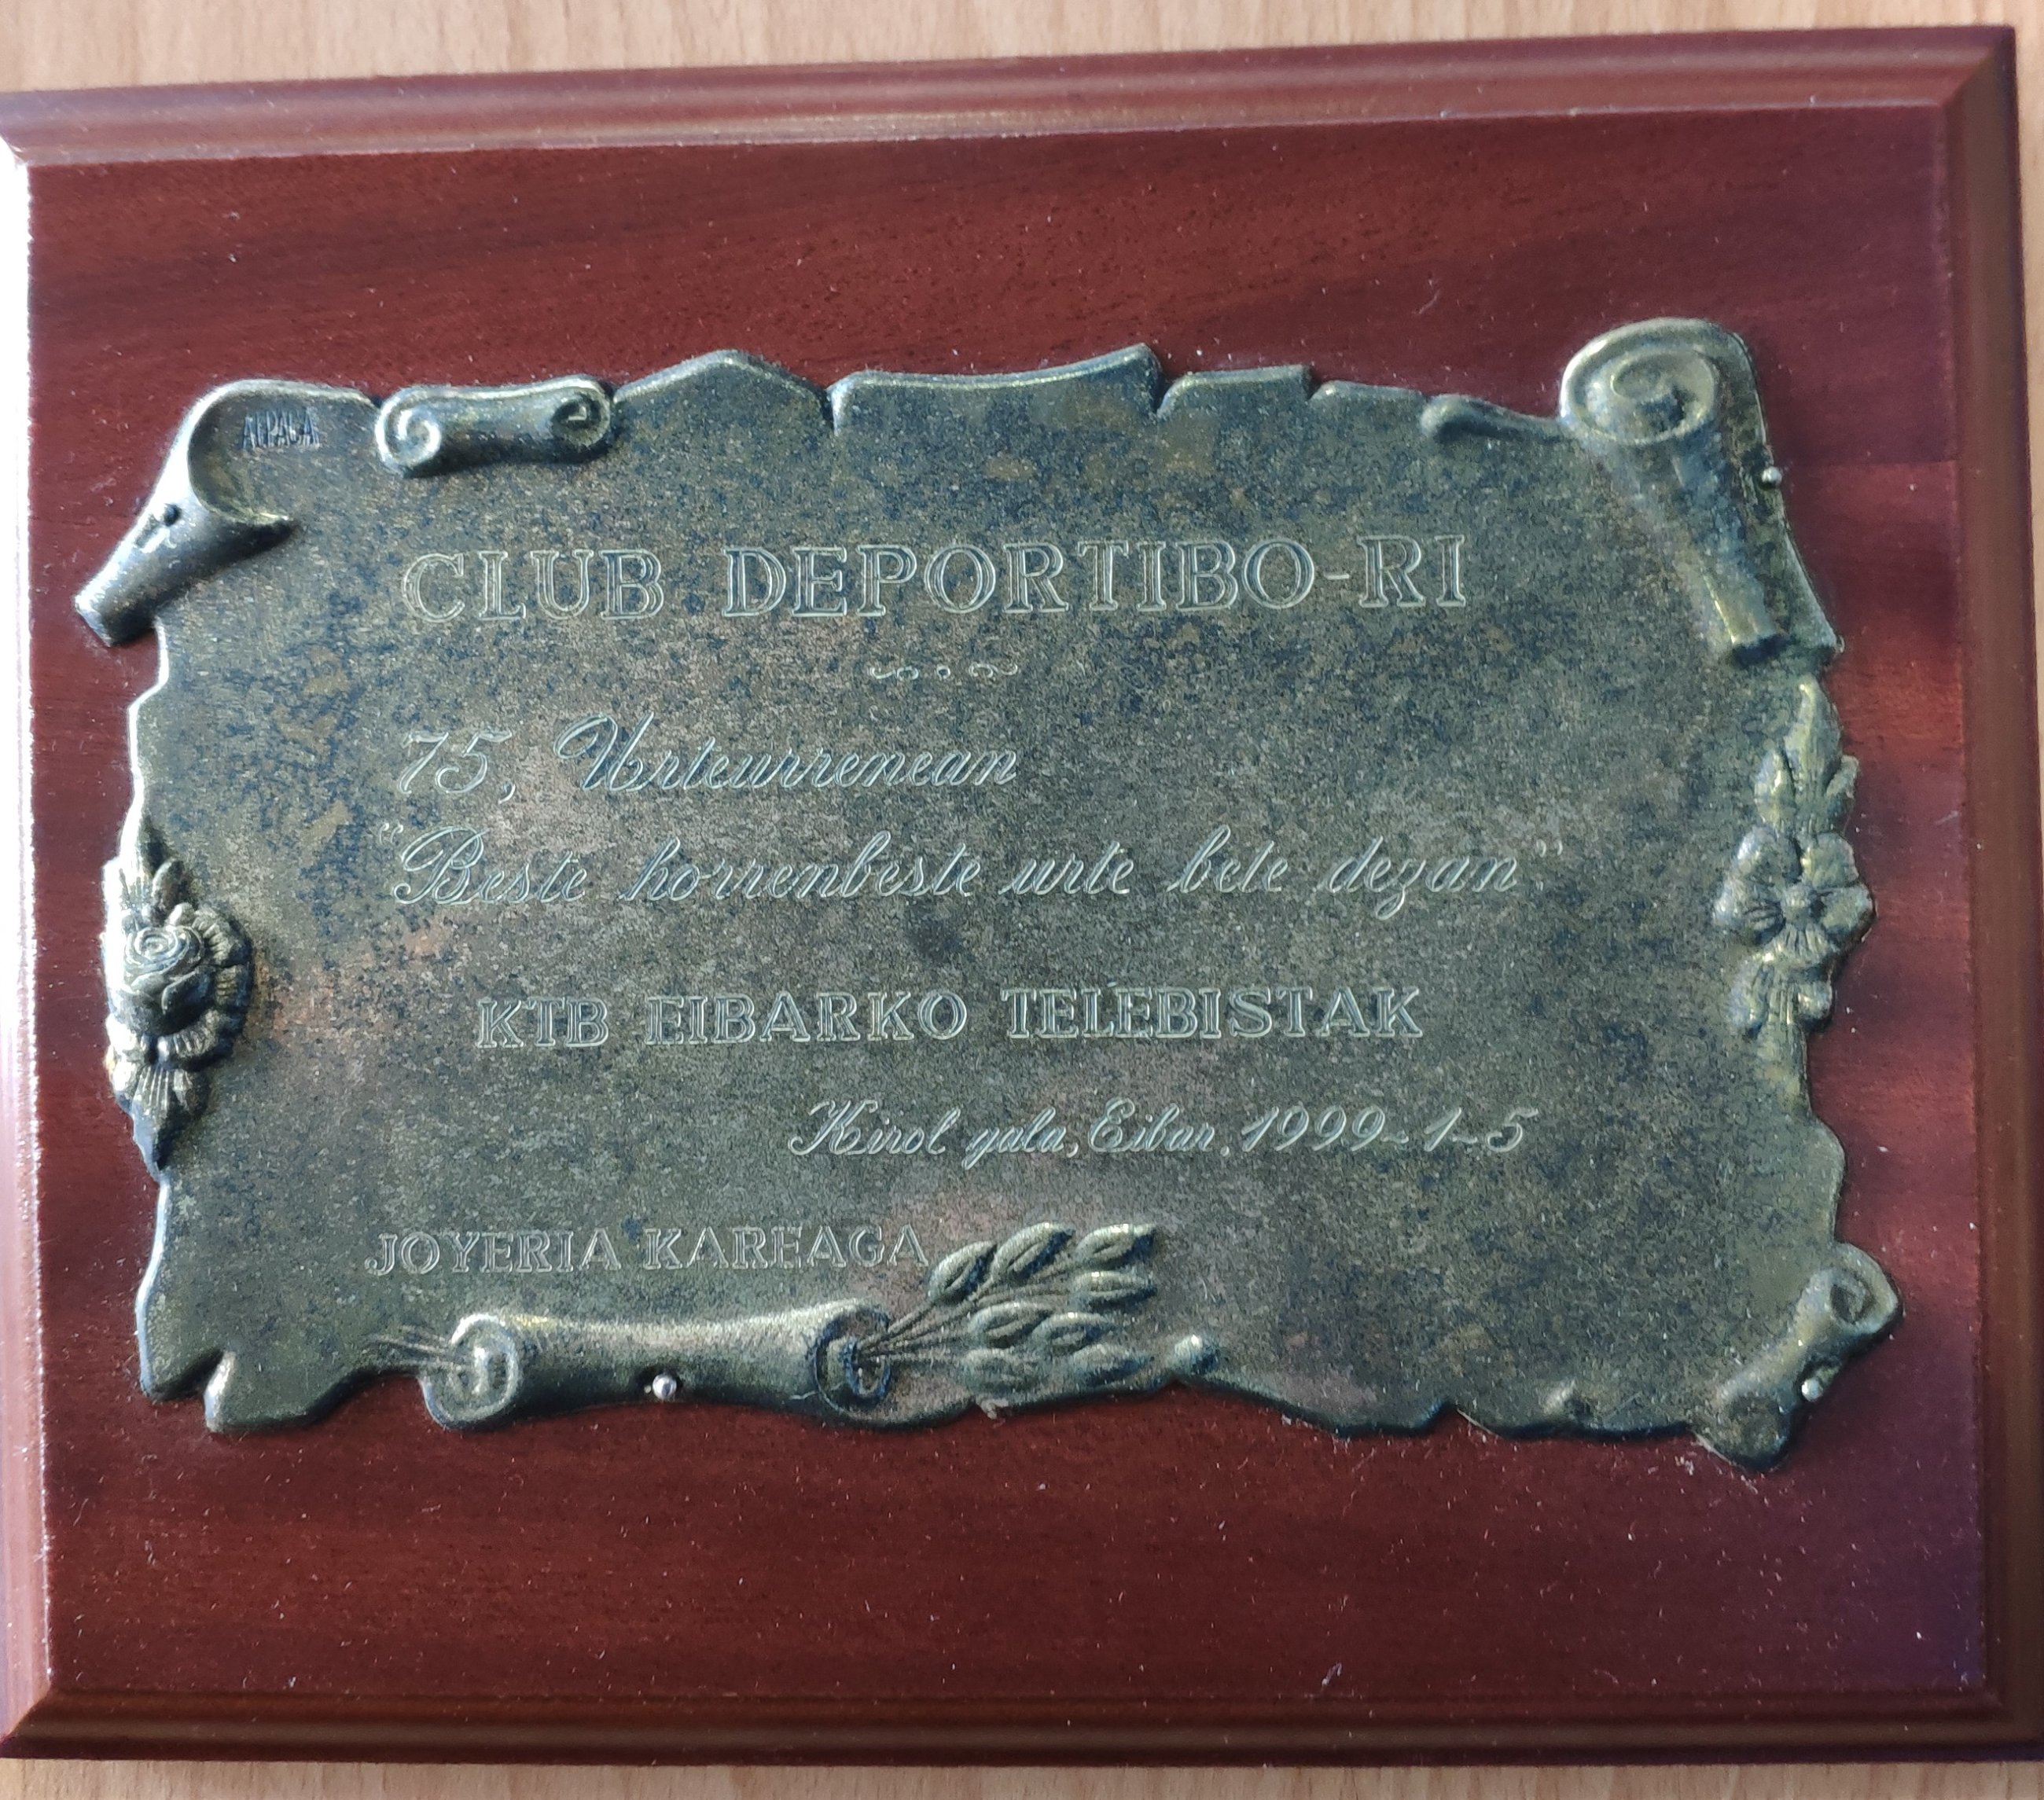 ALPACA
CLUB DEPORTIBO-RI
75, Urteurrenean
"Beste horrenbeste urte bete dezan"
KTB EIBARKO TELEBISTAK
Kirol gala, Eibar, 1999-1-5
JOYERIA KAREAGA